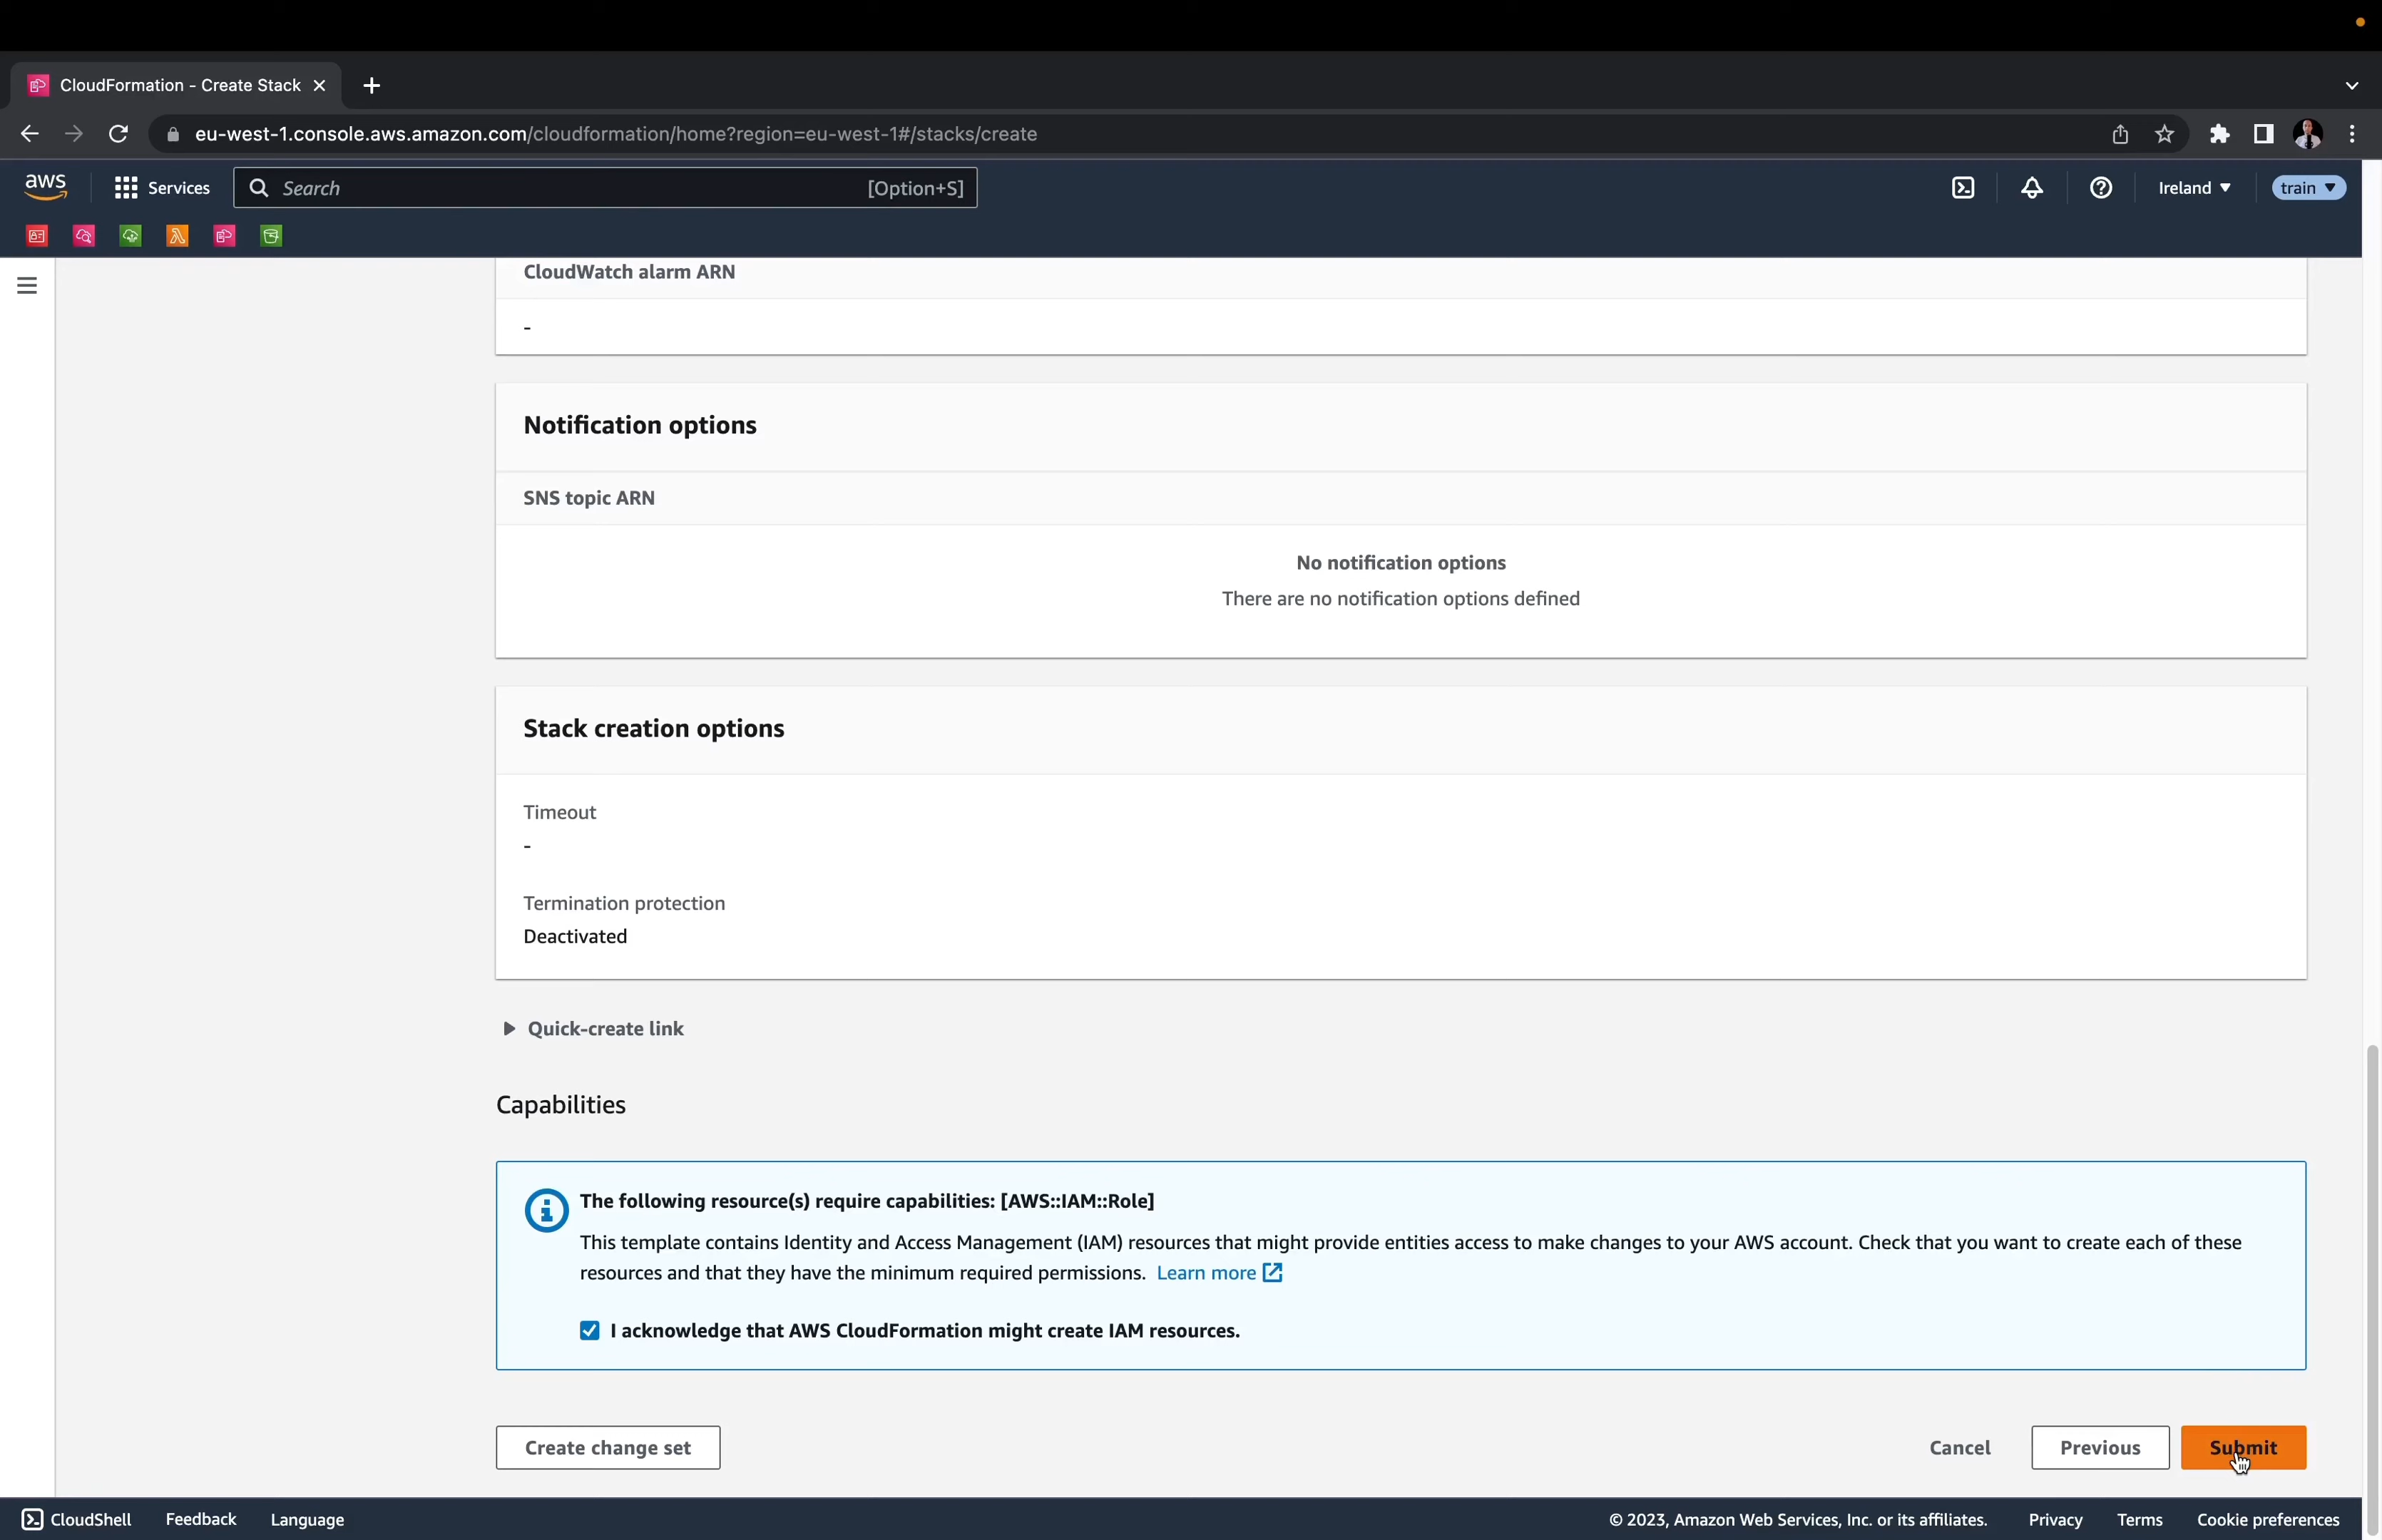 CloudFormation - Create Stack
eu-west-1.console.aws.amazon.com/cloudformation/home?region=eu-west-1#/stacks/create
aws
Services
Search
[Option+S]
Ireland
train
CloudWatch alarm ARN
-
Notification options
SNS topic ARN
No notification options
There are no notification options defined
Stack creation options
Timeout
-
Termination protection
Deactivated
Quick-create link
Capabilities
The following resource(s) require capabilities: [AWS::IAM::Role]
This template contains Identity and Access Management (IAM) resources that might provide entities access to make changes to your AWS account. Check that you want to create each of these
resources and that they have the minimum required permissions. Learn more
I acknowledge that AWS CloudFormation might create IAM resources.
Create change set
Cancel
Previous
Submit
CloudShell
Feedback
Language
© 2023, Amazon Web Services, Inc. or its affiliates.
Privacy
Terms
Cookie preferences